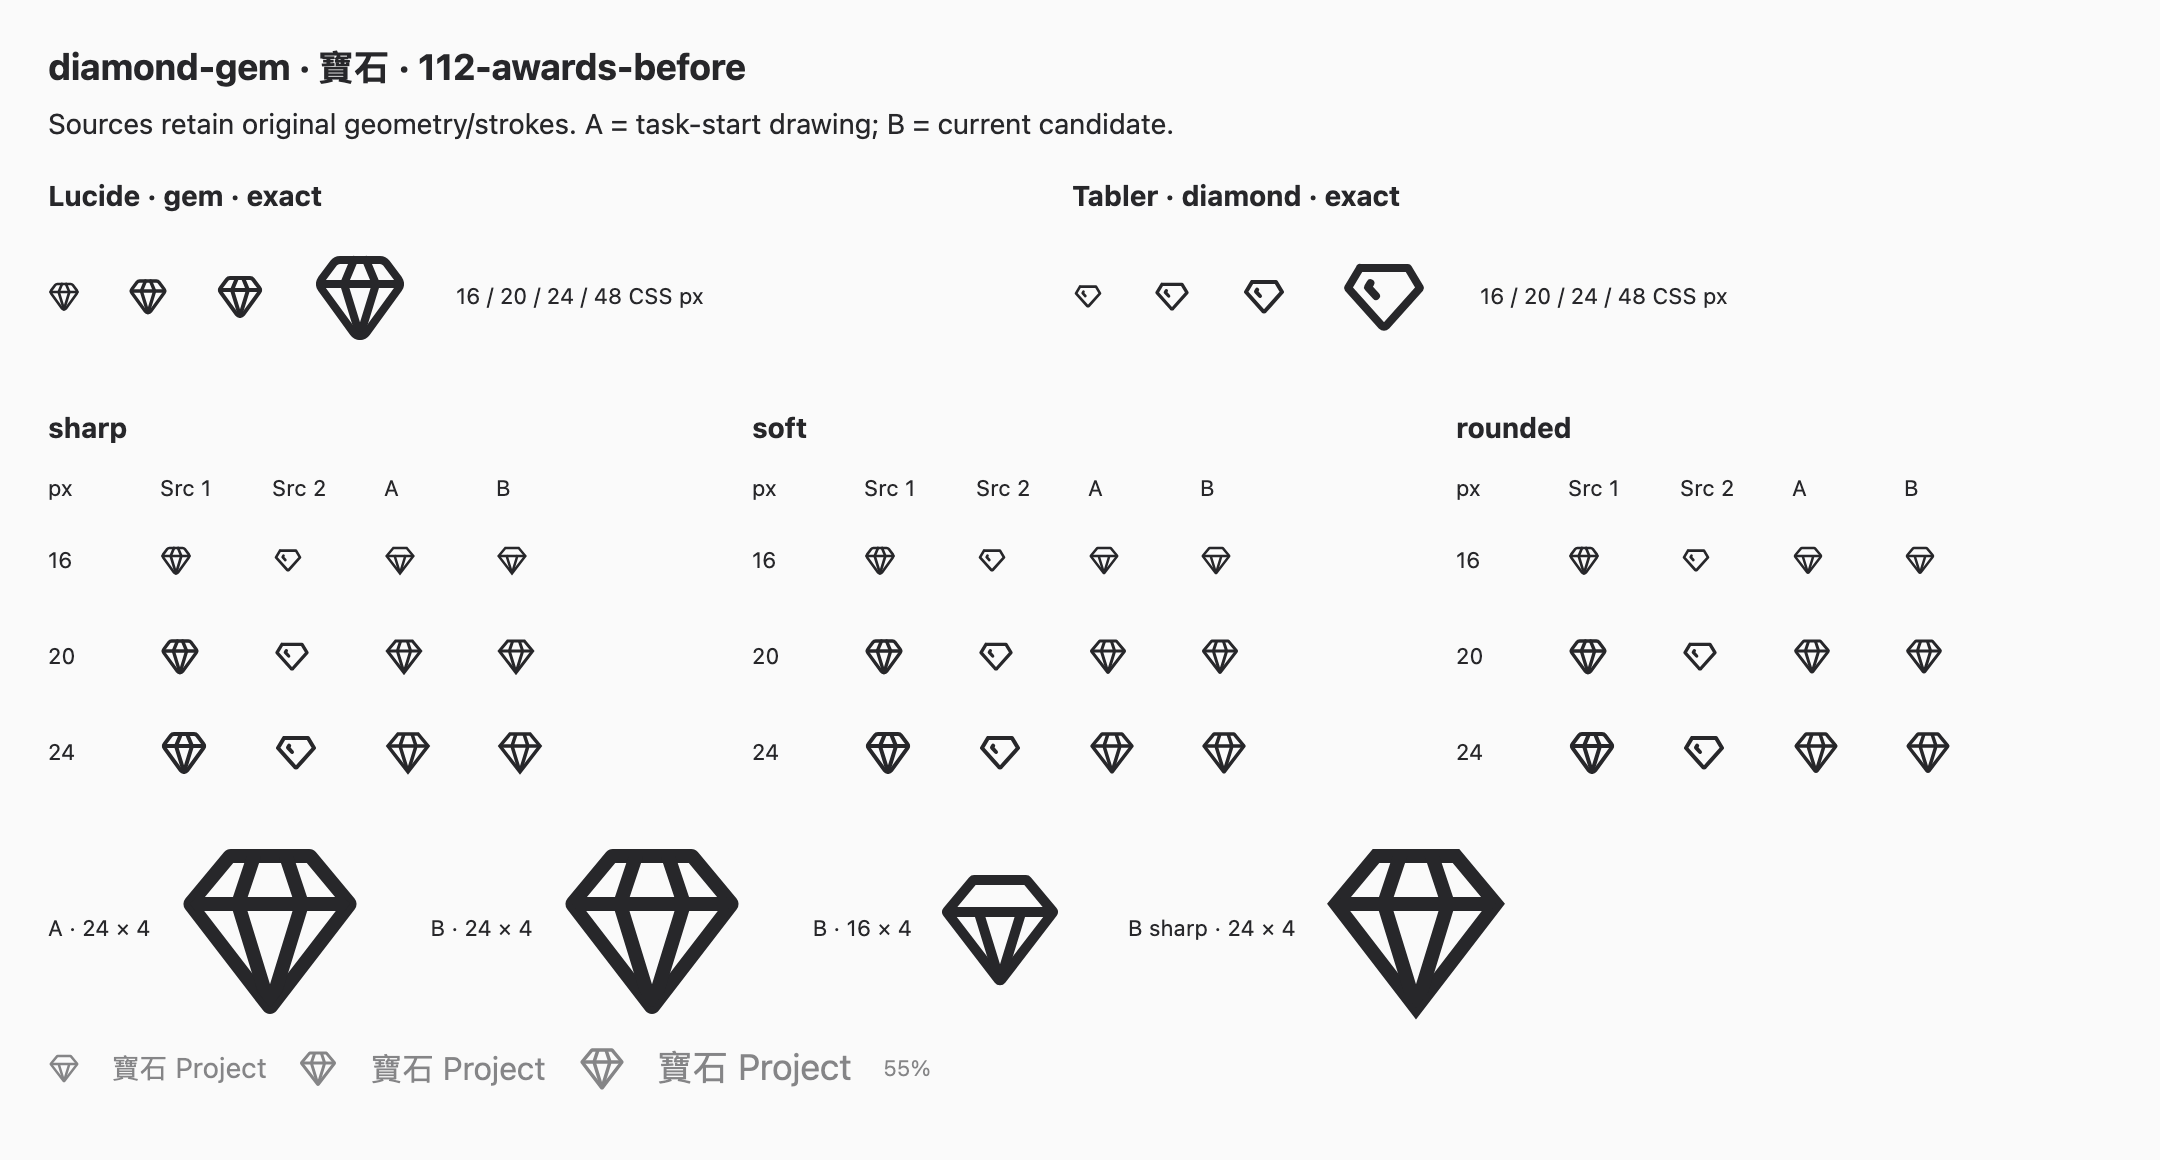 diamond-gem · 寶石 · 112-awards-before
Sources retain original geometry/strokes. A = task-start drawing; B = current candidate.
Lucide · gem · exact
16 / 20 / 24 / 48 CSS px
Tabler · diamond · exact
16 / 20 / 24 / 48 CSS px
sharp
px Src 1 Src 2 A B
16
20
24
soft
px Src 1 Src 2 A B
16
20
24
rounded
px Src 1 Src 2 A B
16
20
24
A · 24 × 4
B · 24 × 4
B · 16 × 4
B sharp · 24 × 4
寶石 Project 寶石 Project 寶石 Project 55%